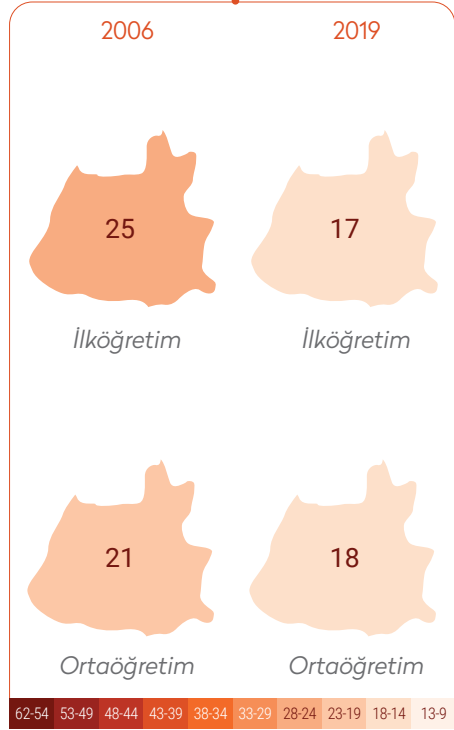 2006 2019
25 17
İlköğretim İlköğretim
21 18
Ortaöğretim Ortaöğretim
62-54 53-49 48-44 43-39 38-34 33-29 28-24 23-19 18-14 13-9